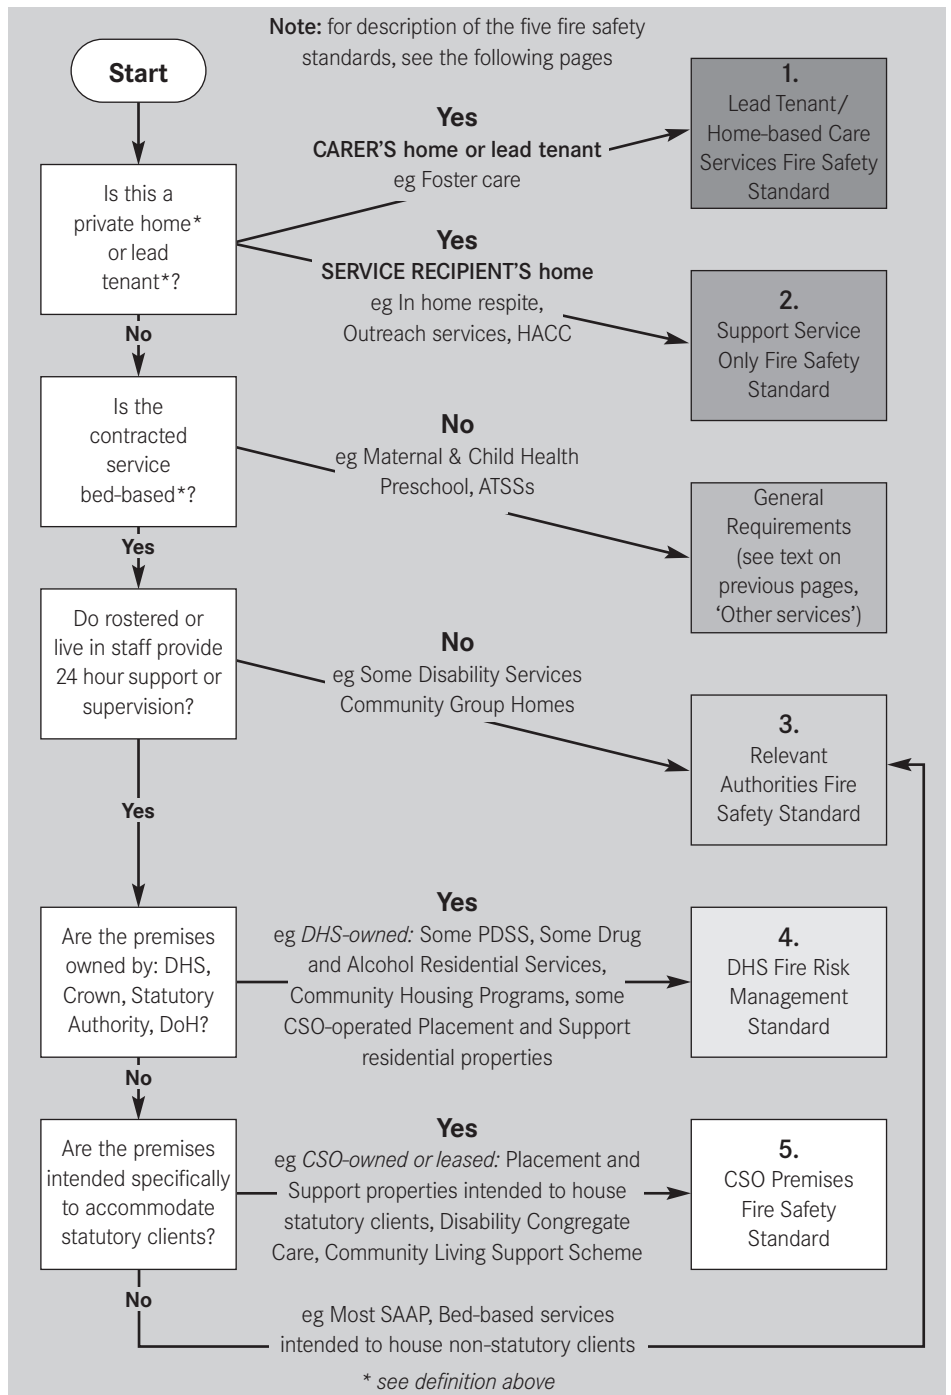 Note: for description of the five fire safety
standards, see the following pages
Start
Yes
CARER'S home or lead tenant
eg Foster care
1.
Lead Tenant/
Home-based Care
Services Fire Safety
Standard
Is this a
private home*
or lead
tenant*?
Yes
SERVICE RECIPIENT'S home
eg In home respite,
Outreach services, HACC
2.
Support Service
Only Fire Safety
Standard
No
Is the
contracted
service
bed-based*?
No
eg Maternal & Child Health
Preschool, ATSSs
General
Requirements
(see text on
previous pages,
‘Other services’)
Yes
Do rostered or
live in staff provide
24 hour support or
supervision?
No
eg Some Disability Services
Community Group Homes
3.
Relevant
Authorities Fire
Safety Standard
Yes
Are the premises
owned by: DHS,
Crown, Statutory
Authority, DoH?
Yes
eg DHS-owned: Some PDSS, Some Drug
and Alcohol Residential Services,
Community Housing Programs, some
CSO-operated Placement and Support
residential properties
4.
DHS Fire Risk
Management
Standard
No
Are the premises
intended specifically
to accommodate
statutory clients?
Yes
eg CSO-owned or leased: Placement and
Support properties intended to house
statutory clients, Disability Congregate
Care, Community Living Support Scheme
5.
CSO Premises
Fire Safety
Standard
No
eg Most SAAP, Bed-based services
intended to house non-statutory clients
* see definition above